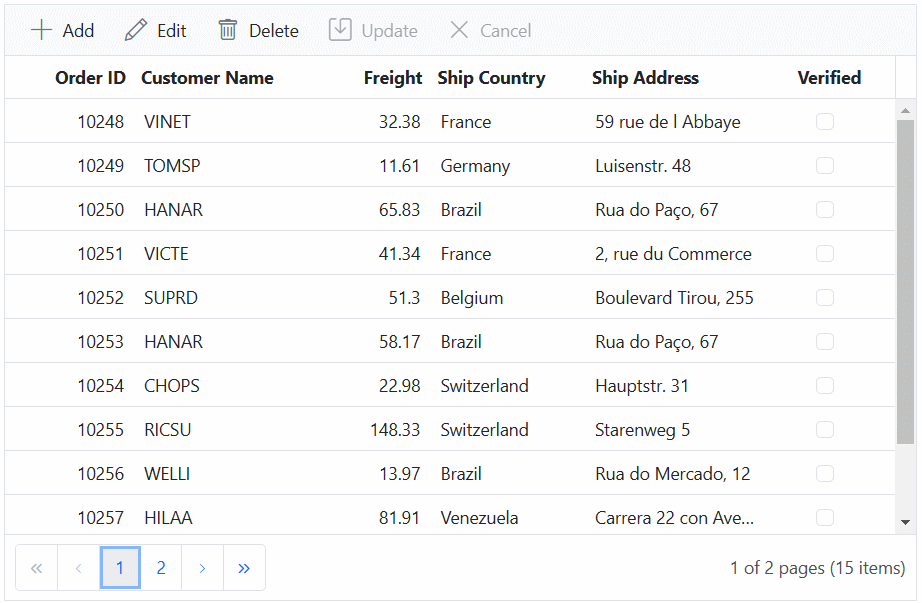 Add Edit Delete Update Cancel
Order ID Customer Name Freight Ship Country Ship Address Verified
10248 VINET 32.38 France 59 rue de l Abbaye
10249 TOMSP 11.61 Germany Luisenstr. 48
10250 HANAR 65.83 Brazil Rua do Paço, 67
10251 VICTE 41.34 France 2, rue du Commerce
10252 SUPRD 51.3 Belgium Boulevard Tirou, 255
10253 HANAR 58.17 Brazil Rua do Paço, 67
10254 CHOPS 22.98 Switzerland Hauptstr. 31
10255 RICSU 148.33 Switzerland Starenweg 5
10256 WELLI 13.97 Brazil Rua do Mercado, 12
10257 HILAA 81.91 Venezuela Carrera 22 con Ave...
« ‹ 1 2 › » 1 of 2 pages (15 items)